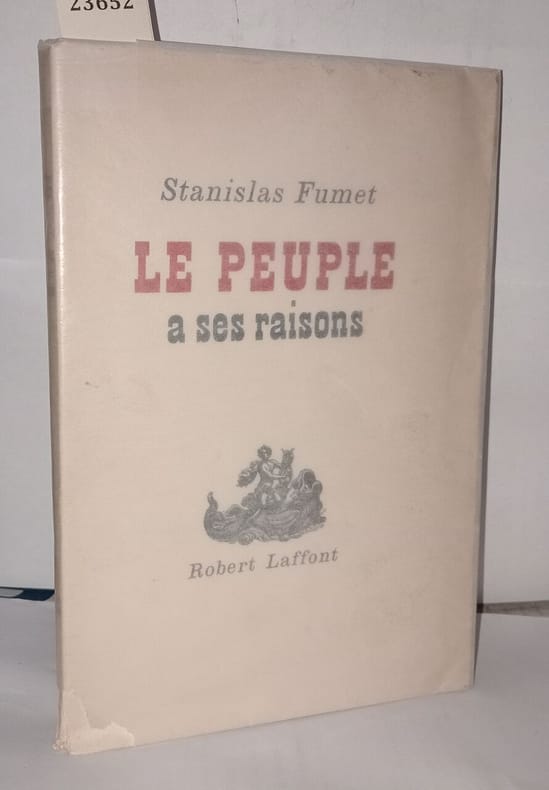 23652
Stanislas Fumet
LE PEUPLE
a ses raisons
Robert Laffont